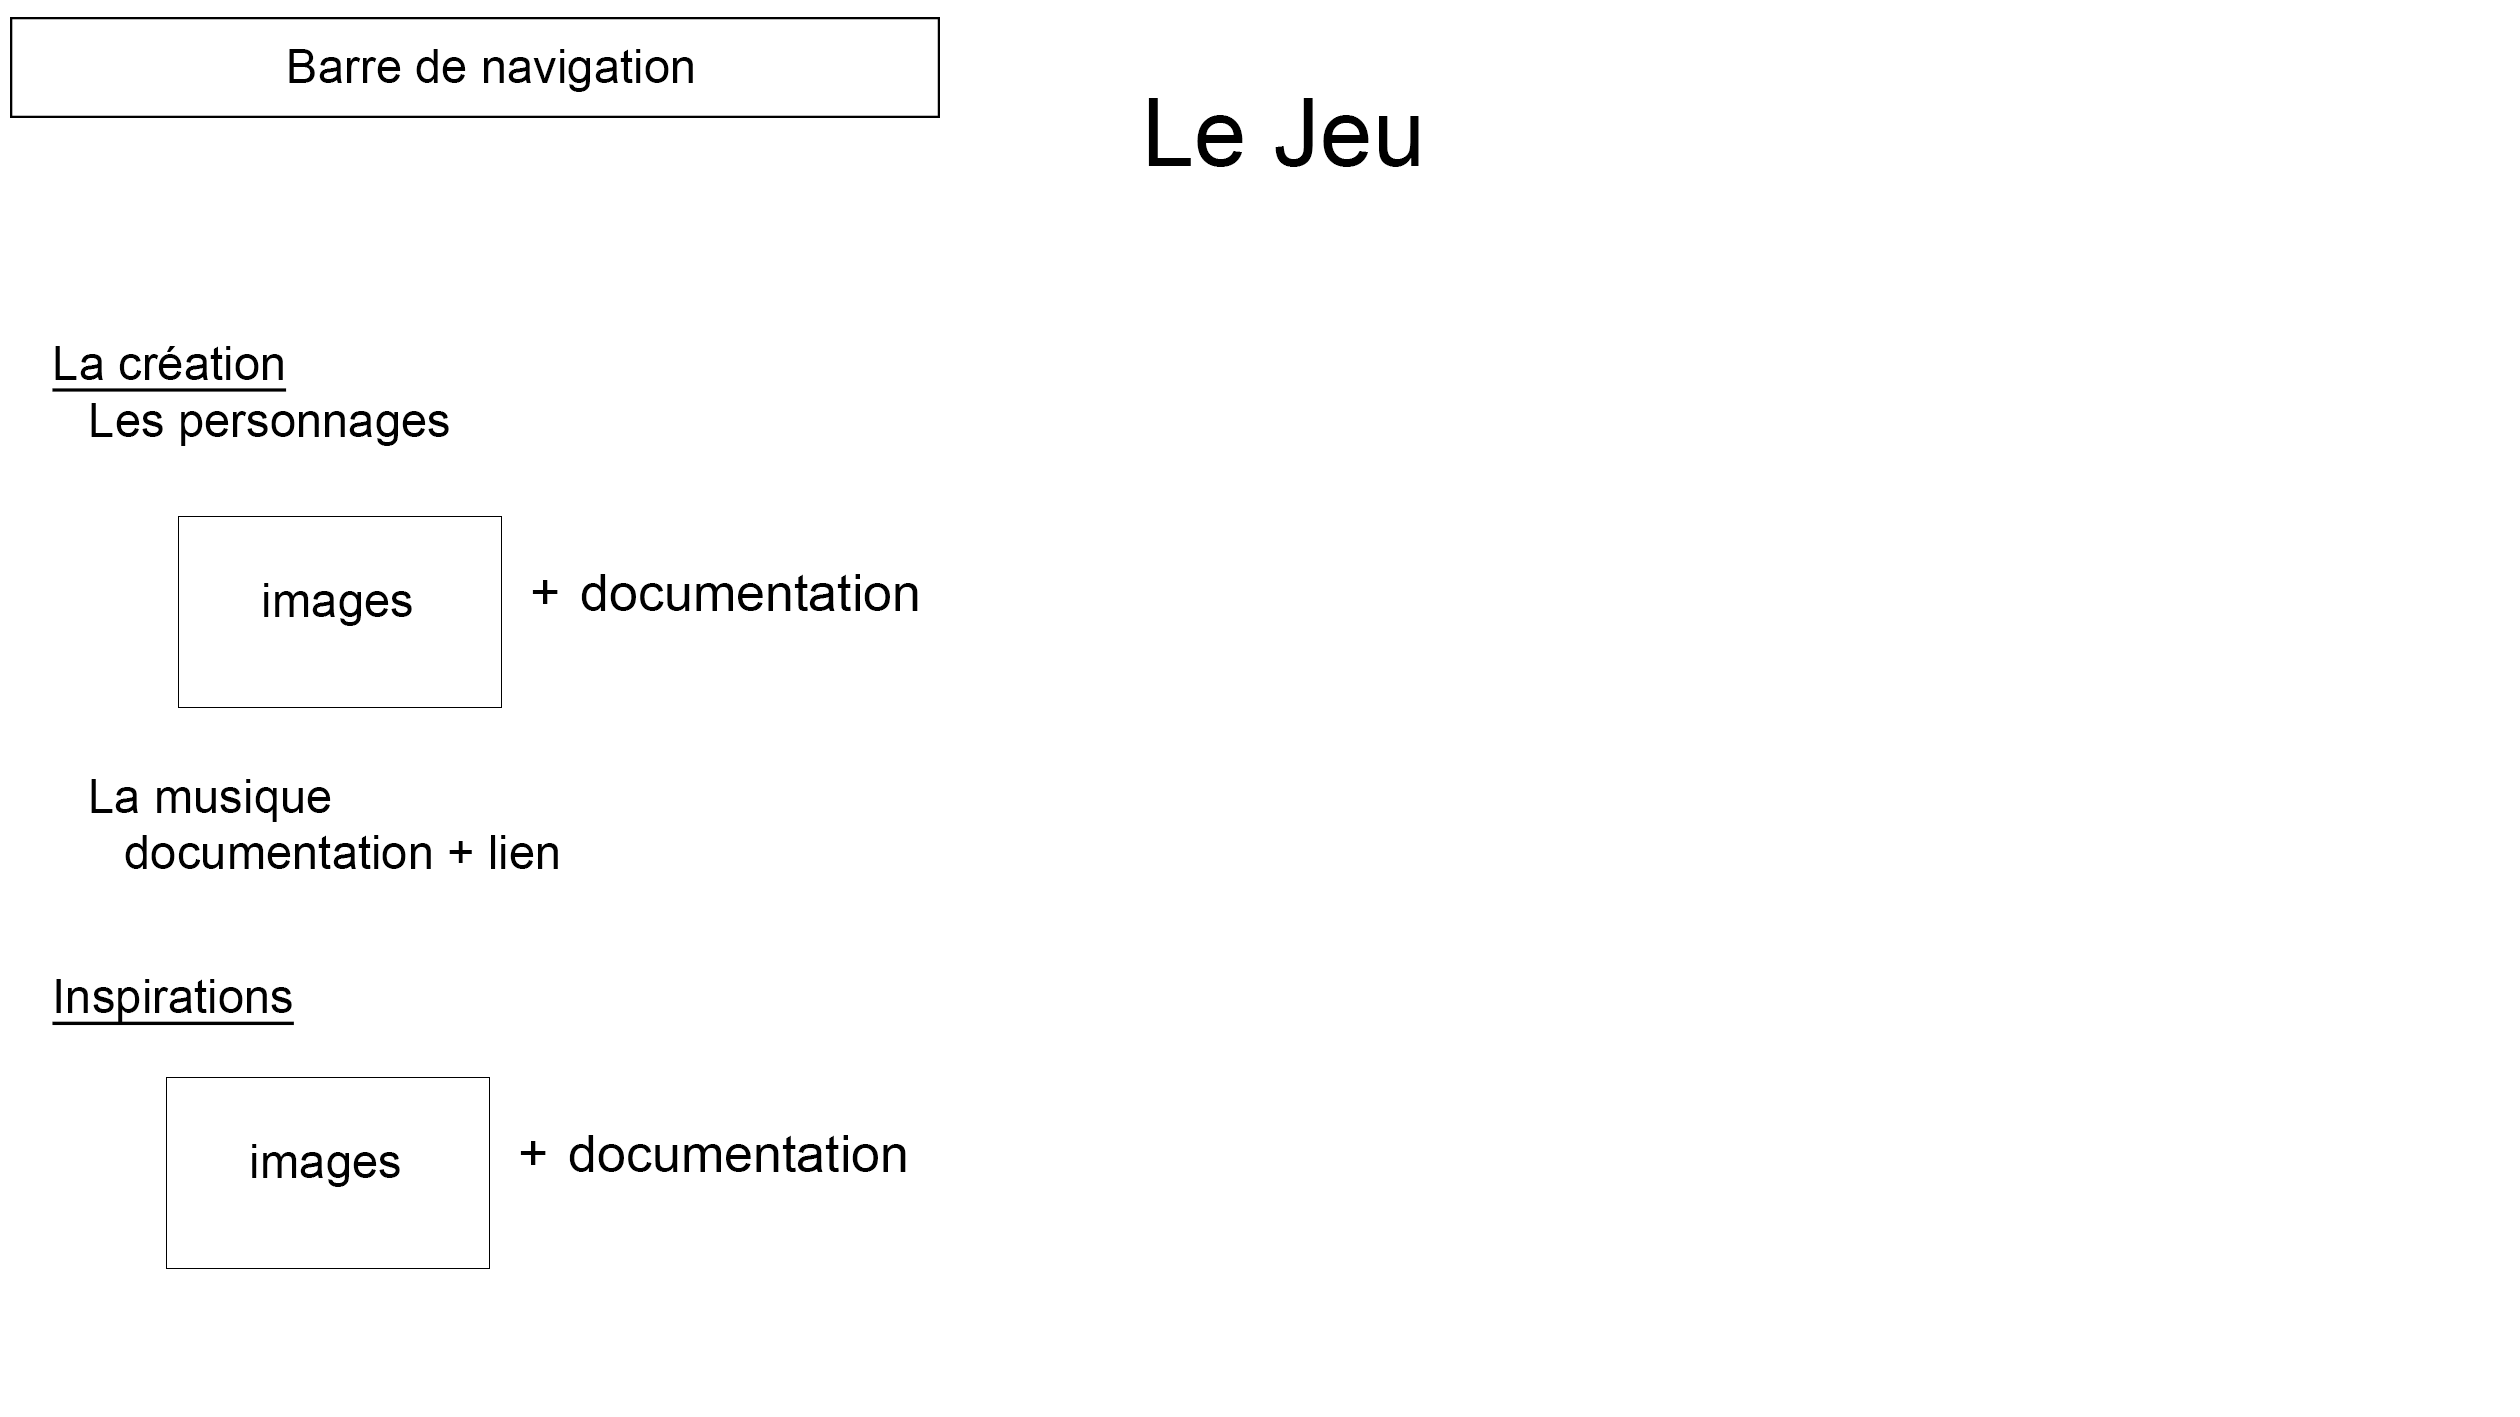 Barre de navigation
Le Jeu
La création
Les personnages
images
+ documentation
La musique
documentation + lien
Inspirations
images
+ documentation